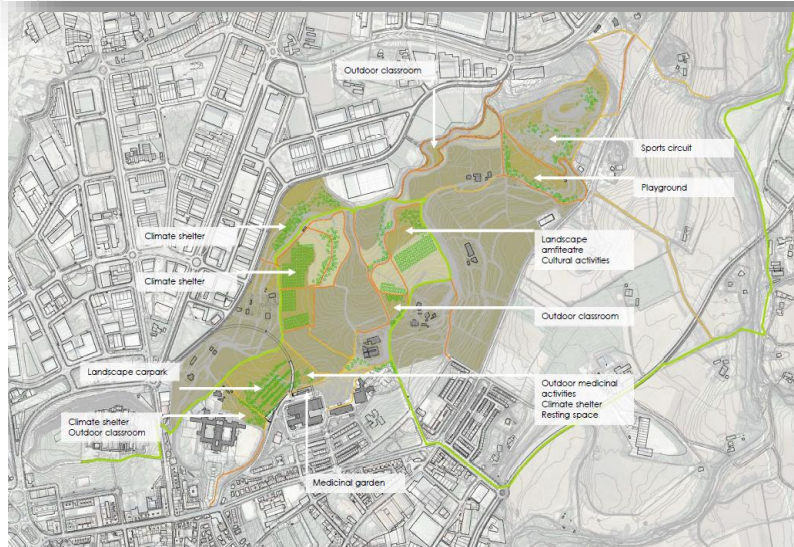 Outdoor classroom
Sports circuit
Playground
Climate shelter
Landscape
amfiteatre
Cultural activities
Climate shelter
Outdoor classroom
Landscape carpark
Outdoor medicinal
activities
Climate shelter
Resting space
Climate shelter
Outdoor classroom
Medicinal garden